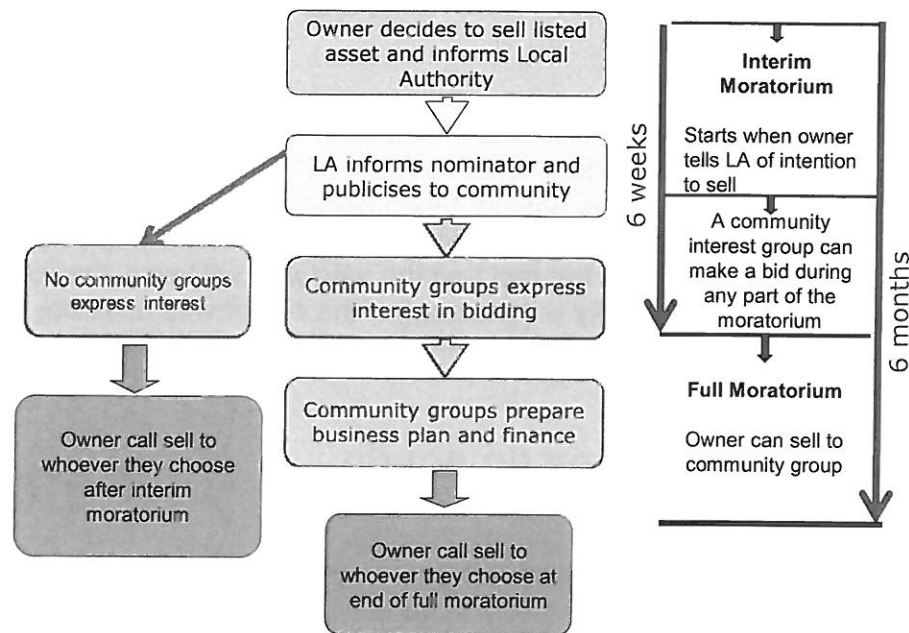 Owner decides to sell listed
asset and informs Local
Authority
LA informs nominator and
publicises to community
No community groups
express interest
Community groups express
interest in bidding
Owner call sell to
whoever they choose
after interim
moratorium
Community groups prepare
business plan and finance
Owner call sell to
whoever they choose at
end of full moratorium
6 weeks
Interim
Moratorium
Starts when owner
tells LA of intention
to sell
A community
interest group can
make a bid during
any part of the
moratorium
Full Moratorium
Owner can sell to
community group
6 months